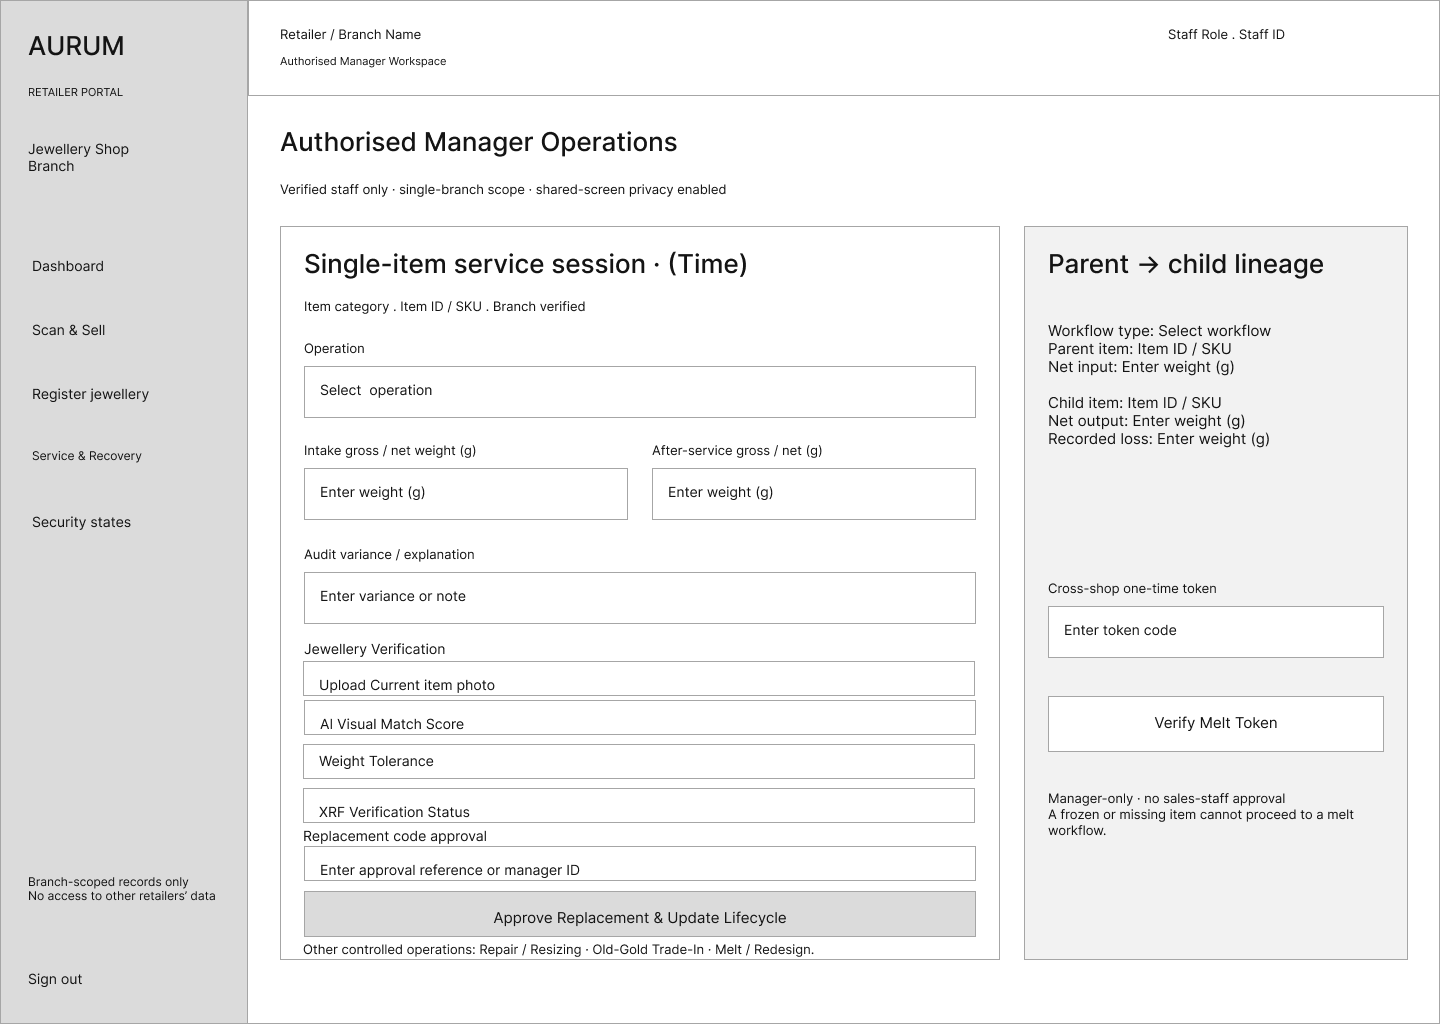 AURUM
RETAILER PORTAL
Jewellery Shop
Branch
Dashboard
Scan & Sell
Register jewellery
Service & Recovery
Security states
Branch-scoped records only
No access to other retailers’ data
Sign out
Retailer / Branch Name
Staff Role . Staff ID
Authorised Manager Workspace
Authorised Manager Operations
Verified staff only · single-branch scope · shared-screen privacy enabled
Single-item service session · (Time)
Item category . Item ID / SKU . Branch verified
Operation
Select  operation
Intake gross / net weight (g)
After-service gross / net (g)
Enter weight (g)
Enter weight (g)
Audit variance / explanation
Enter variance or note
Jewellery Verification
Upload Current item photo
AI Visual Match Score
Weight Tolerance
XRF Verification Status
Replacement code approval
Enter approval reference or manager ID
Approve Replacement & Update Lifecycle
Other controlled operations: Repair / Resizing · Old-Gold Trade-In · Melt / Redesign.
Parent → child lineage
Workflow type: Select workflow
Parent item: Item ID / SKU
Net input: Enter weight (g)
Child item: Item ID / SKU
Net output: Enter weight (g)
Recorded loss: Enter weight (g)
Cross-shop one-time token
Enter token code
Verify Melt Token
Manager-only · no sales-staff approval
A frozen or missing item cannot proceed to a melt
workflow.